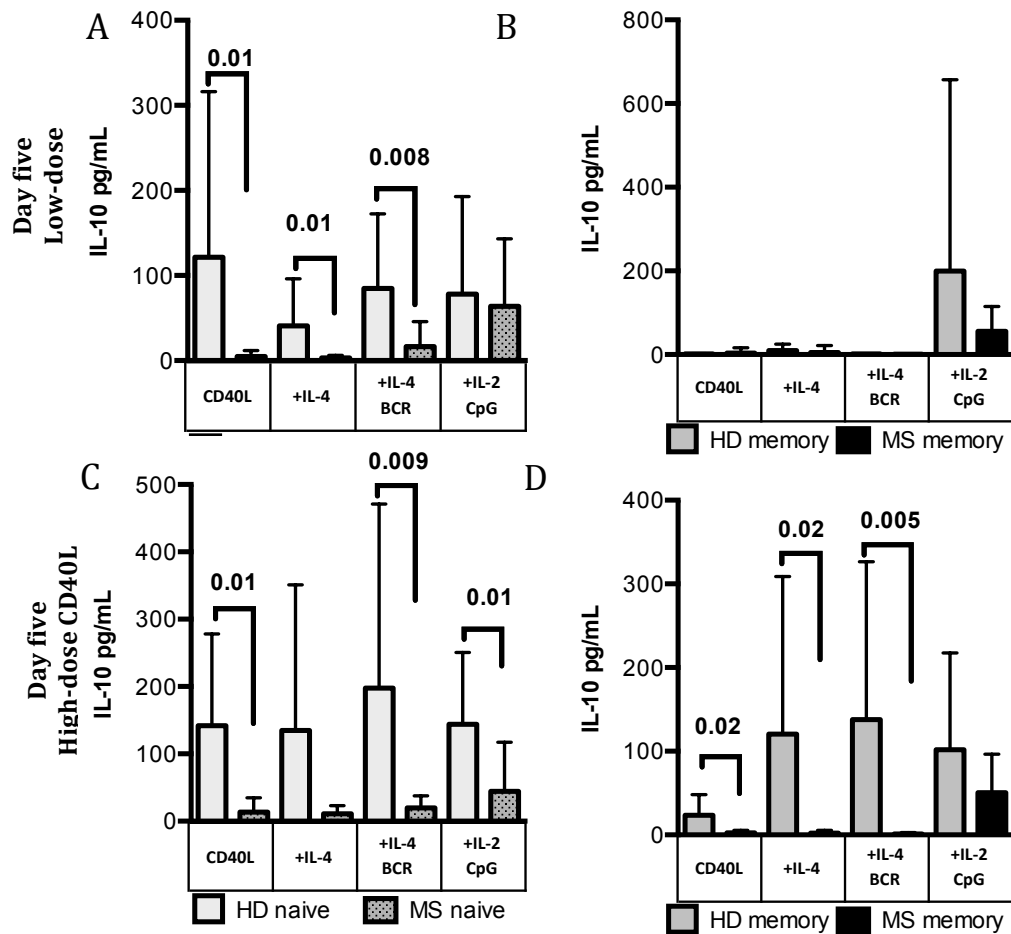 A
B
Day five
Low-dose
IL-10 pg/mL
400
300
200
100
0
0.01
0.01
0.008
CD40L
+IL-4
+IL-4
BCR
+IL-2
CpG
IL-10 pg/mL
800
600
400
200
0
CD40L
+IL-4
+IL-4
BCR
+IL-2
CpG
HD memory
MS memory
C
D
Day five
High-dose CD40L
IL-10 pg/mL
500
400
300
200
100
0
0.01
0.009
0.01
CD40L
+IL-4
+IL-4
BCR
+IL-2
CpG
HD naive
MS naive
IL-10 pg/mL
400
300
200
100
0
0.02
0.02
0.005
CD40L
+IL-4
+IL-4
BCR
+IL-2
CpG
HD memory
MS memory